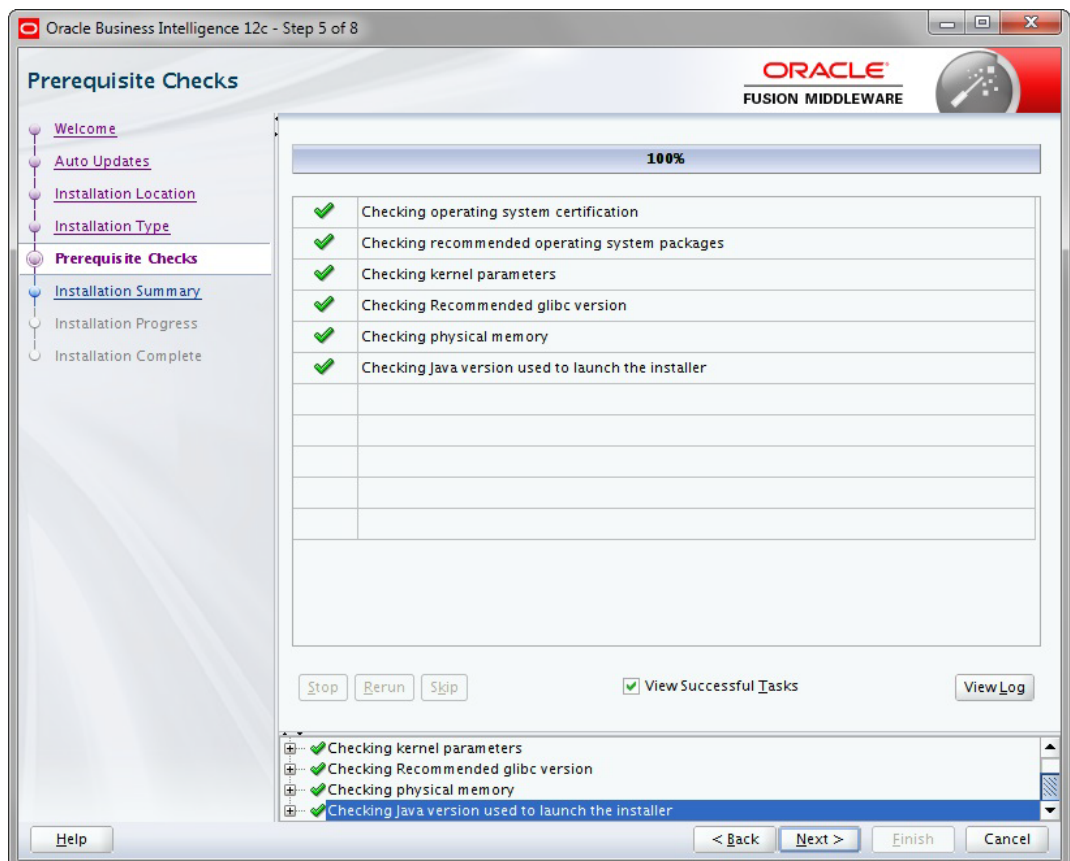 Oracle Business Intelligence 12c - Step 5 of 8
Prerequisite Checks
ORACLE
FUSION MIDDLEWARE
Welcome
Auto Updates
Installation Location
Installation Type
Prerequisite Checks
Installation Summary
Installation Progress
Installation Complete
100%
Checking operating system certification
Checking recommended operating system packages
Checking kernel parameters
Checking Recommended glibc version
Checking physical memory
Checking Java version used to launch the installer
Stop Rerun Skip View Successful Tasks View Log
Checking kernel parameters
Checking Recommended glibc version
Checking physical memory
Checking Java version used to launch the installer
Help < Back Next > Finish Cancel